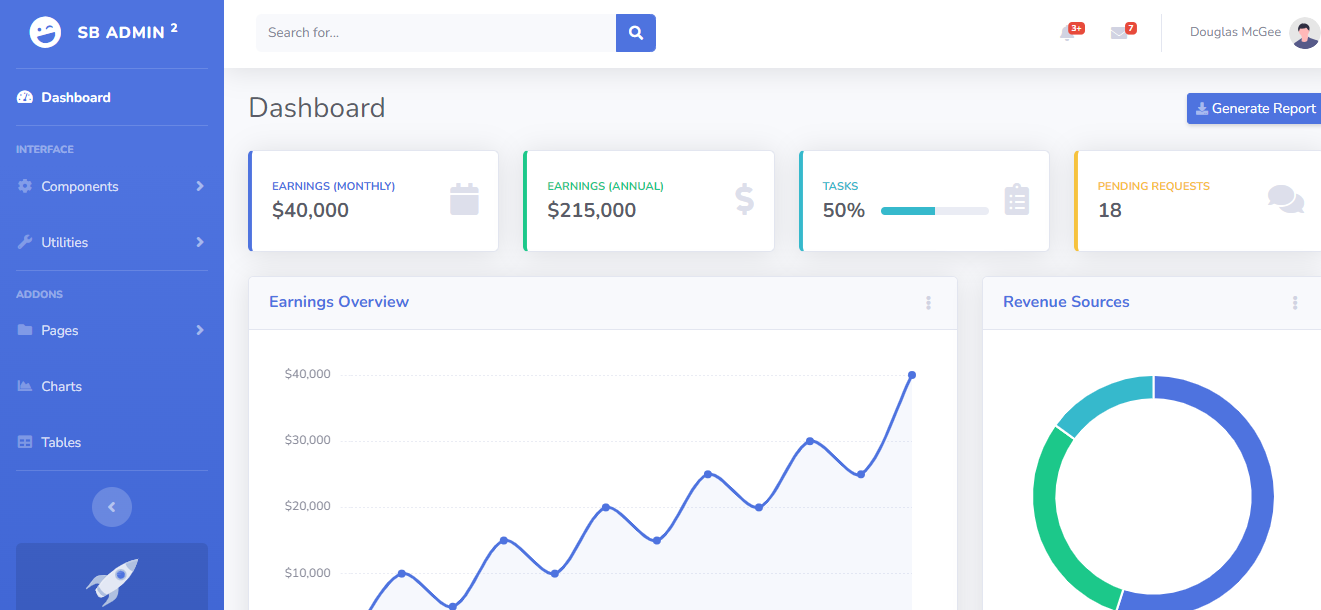 SB ADMIN 2
Search for...
3+
7
Douglas McGee
Dashboard
INTERFACE
Components
Utilities
ADDONS
Pages
Charts
Tables
Dashboard
Generate Report
EARNINGS (MONTHLY)
$40,000
EARNINGS (ANNUAL)
$215,000
TASKS
50%
PENDING REQUESTS
18
Earnings Overview
$40,000
$30,000
$20,000
$10,000
Revenue Sources